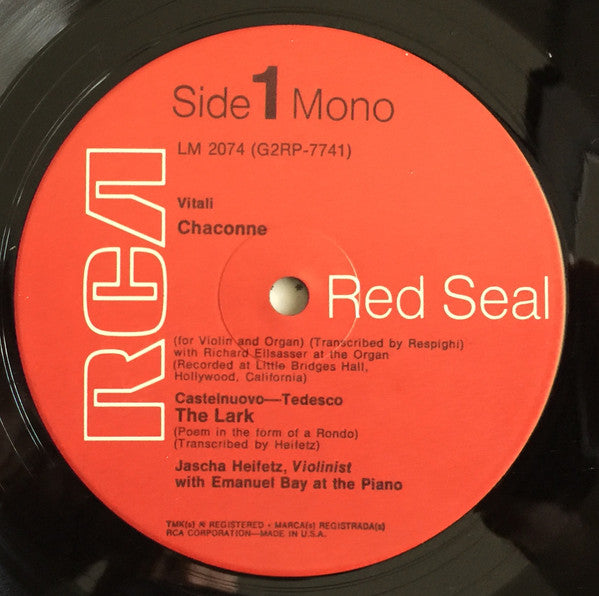 Side 1 Mono
LM 2074 (G2RP-7741)
Vitali
Chaconne
RCA
Red Seal
(for Violin and Organ) (Transcribed by Respighi)
with Richard Ellsasser at the Organ
(Recorded at Little Bridges Hall,
Hollywood, California)
Castelnuovo—Tedesco
The Lark
(Poem in the form of a Rondo)
(Transcribed by Heifetz)
Jascha Heifetz, Violinist
with Emanuel Bay at the Piano
TMK(s) ® REGISTERED • MARCA(s) REGISTRADA(s)
RCA CORPORATION—MADE IN U.S.A.